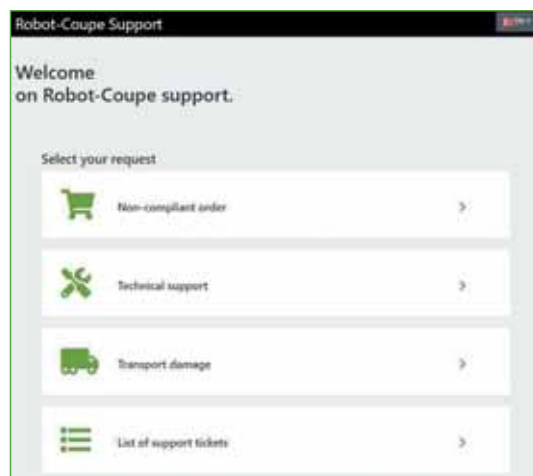 Robot-Coupe Support
Welcome
on Robot-Coupe support.
Select your request
Non-compliant order
Technical support
Transport damage
List of support tickets